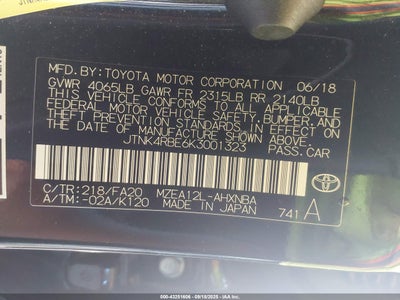 MFD.BY: TOYOTA MOTOR CORPORATION 06/18
GVWR 4065LB GAWR FR 2315LB RR 2140LB
THIS VEHICLE CONFORMS TO ALL APPLICABLE
FEDERAL MOTOR VEHICLE SAFETY,BUMPER,AND
THEFT PREVENTION STANDARDS IN EFFECT ON
THE DATE OF MANUFACTURE SHOWN ABOVE.
JTNK4RBE6K3001323 PASS.CAR
C/TR:218/FA20 MZEA12L-AHXNBA
A/TM:-02A/K120 MADE IN JAPAN 741 A
TOYOTA
000-43251606 - 09/18/2025 - IAAI.COM